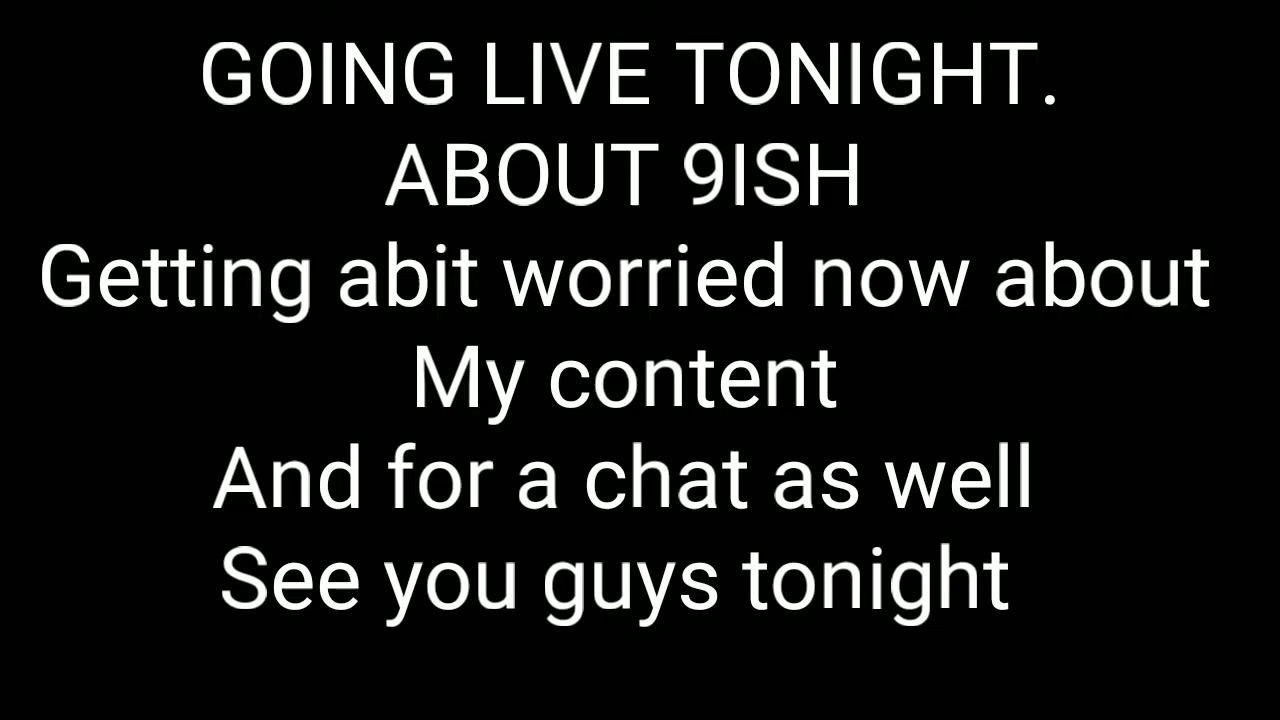 GOING LIVE TONIGHT.
ABOUT 9ISH
Getting abit worried now about
My content
And for a chat as well
See you guys tonight